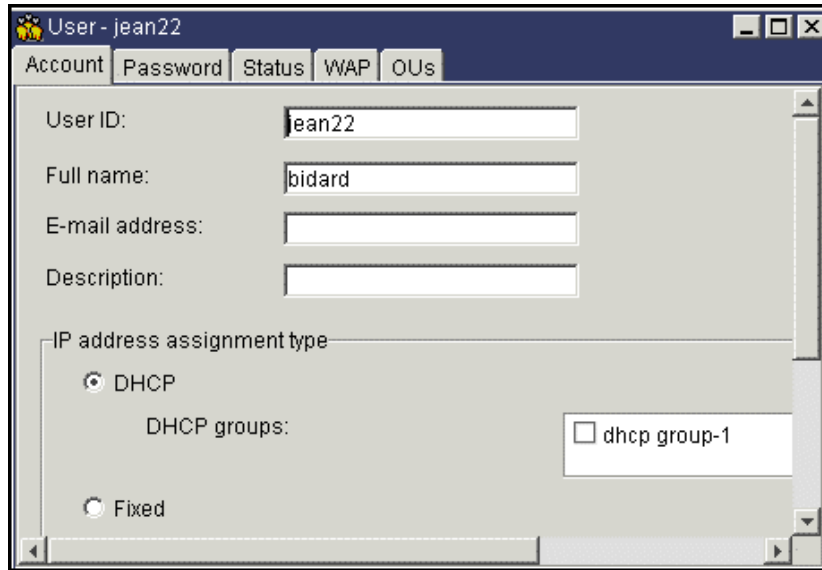 User - jean22
Account Password Status WAP OUs
User ID: jean22
Full name: bidard
E-mail address:
Description:
IP address assignment type
DHCP
DHCP groups: dhcp group-1
Fixed